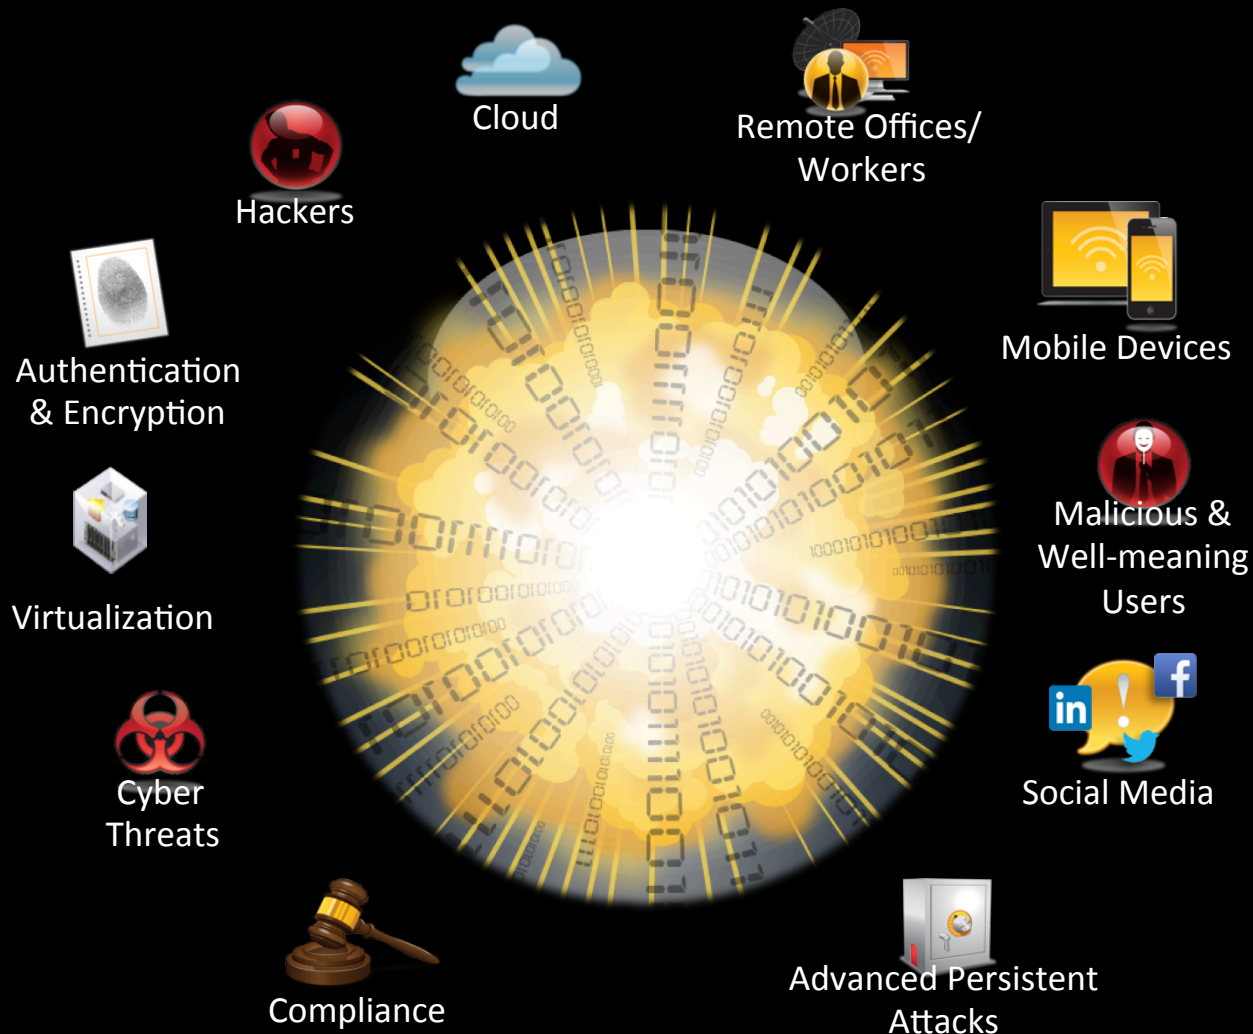 Cloud
Remote Offices/
Workers
Hackers
Mobile Devices
Authentication
& Encryption
Malicious &
Well-meaning
Users
Virtualization
in
f
Social Media
Cyber
Threats
Compliance
Advanced Persistent
Attacks